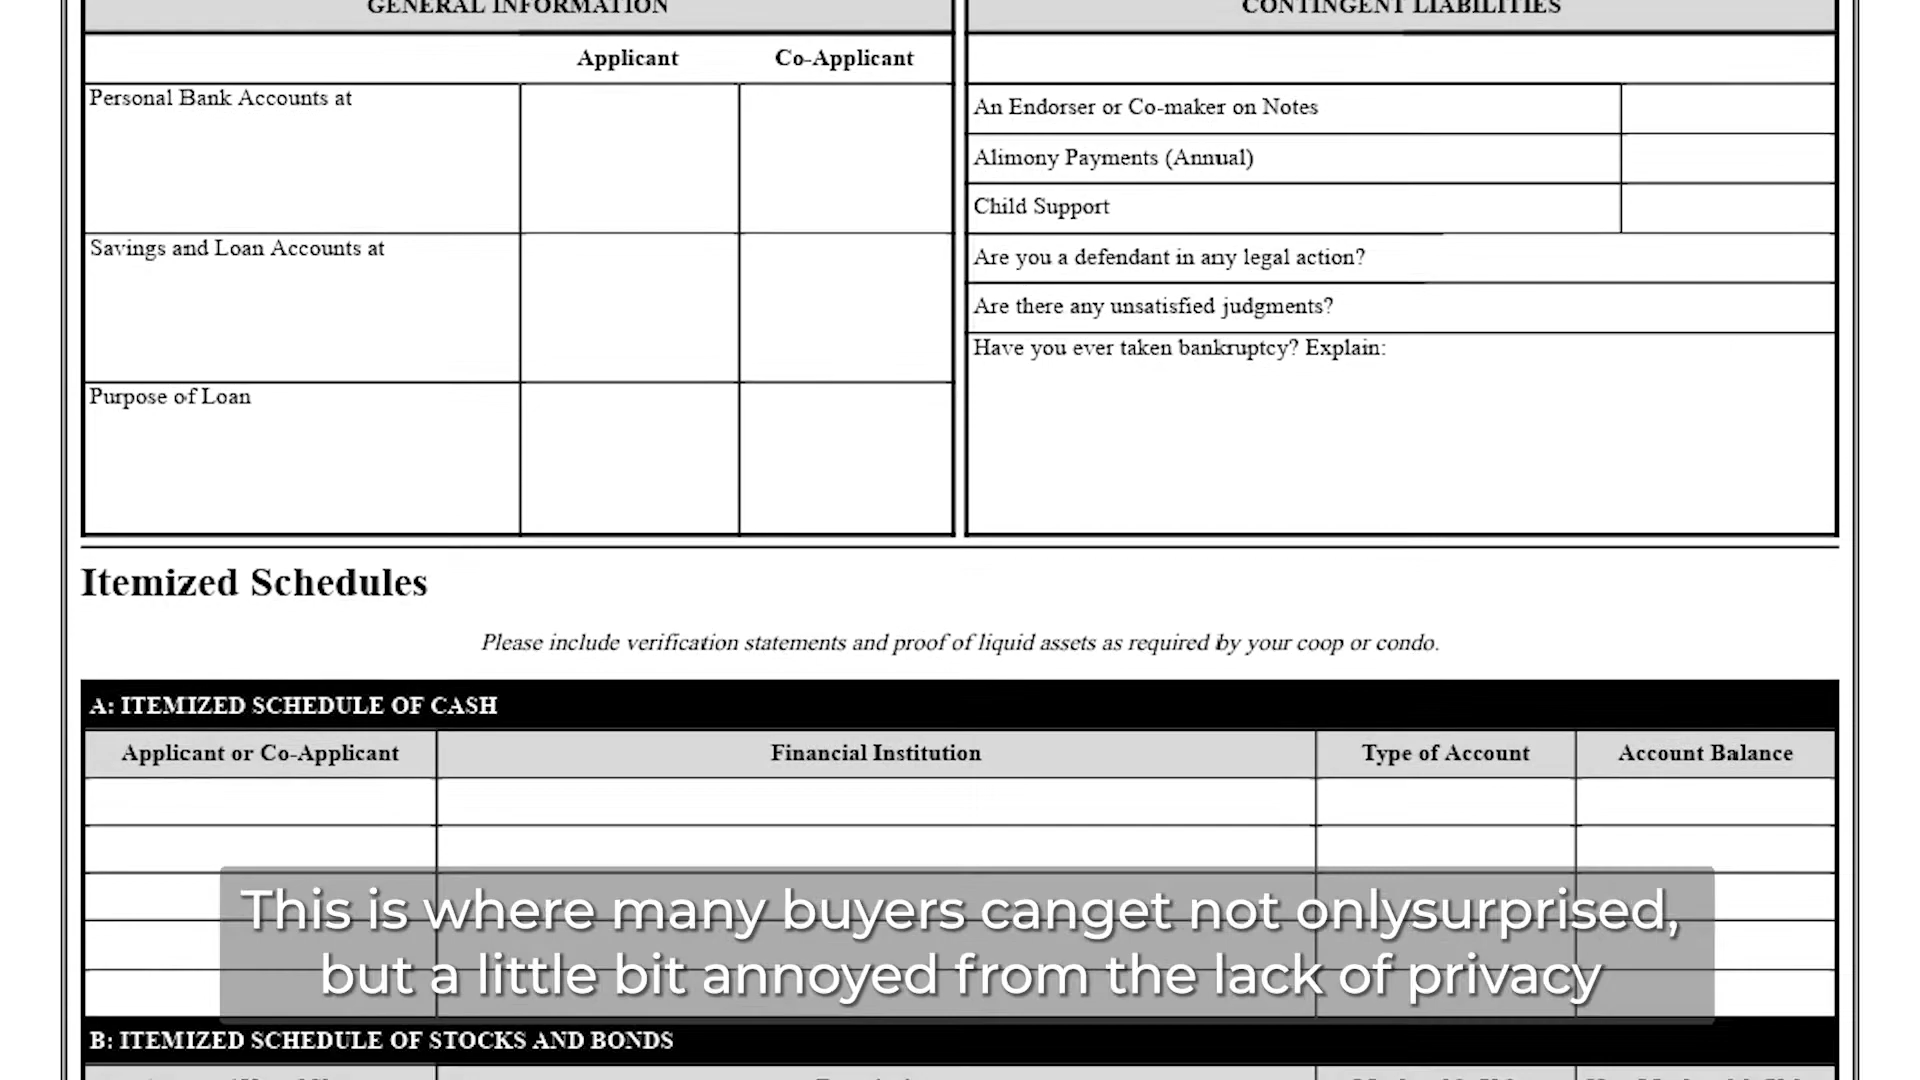 GENERAL INFORMATION
Applicant Co-Applicant
Personal Bank Accounts at
Savings and Loan Accounts at
Purpose of Loan
CONTINGENT LIABILITIES
An Endorser or Co-maker on Notes
Alimony Payments (Annual)
Child Support
Are you a defendant in any legal action?
Are there any unsatisfied judgments?
Have you ever taken bankruptcy? Explain:
Itemized Schedules
Please include verification statements and proof of liquid assets as required by your coop or condo.
A: ITEMIZED SCHEDULE OF CASH
Applicant or Co-Applicant Financial Institution Type of Account Account Balance
This is where many buyers canget not onlysurprised,
but a little bit annoyed from the lack of privacy
B: ITEMIZED SCHEDULE OF STOCKS AND BONDS